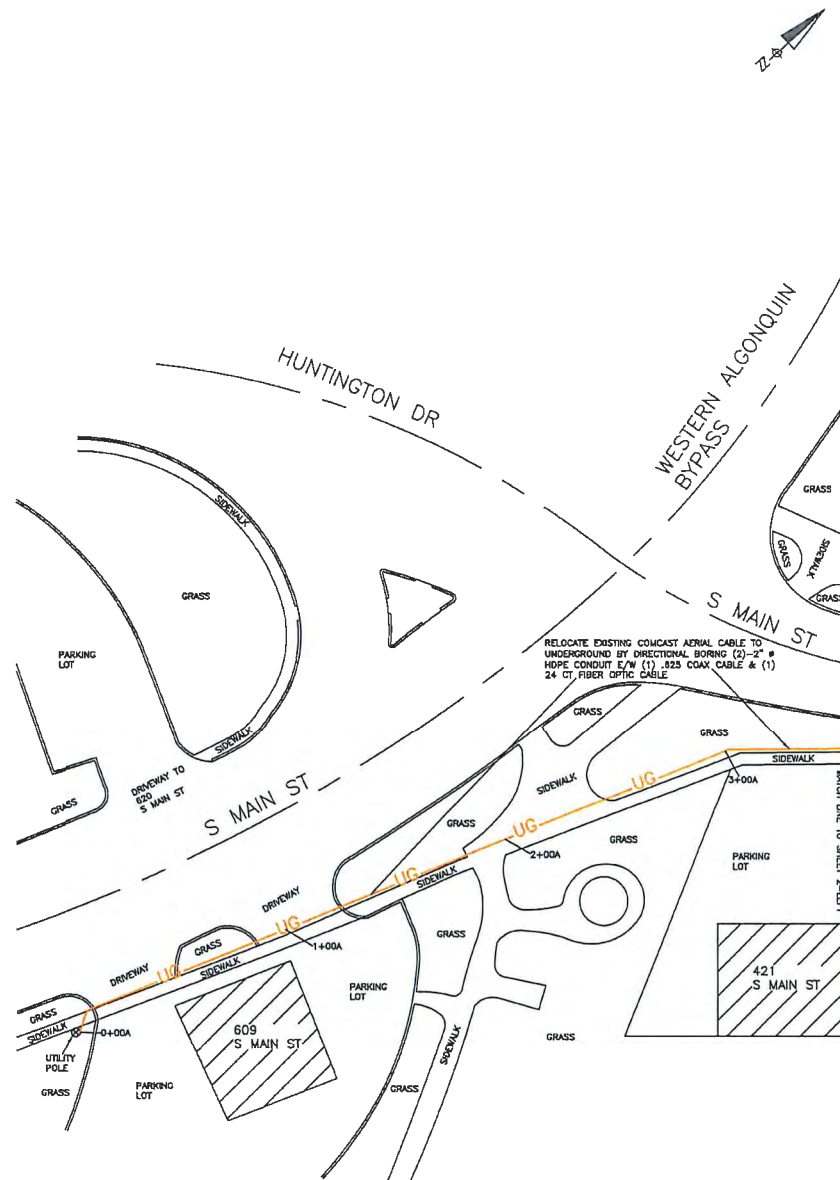 N
HUNTINGTON DR
WESTERN ALGONQUIN
BYPASS
GRASS
SIDEWALK
GRASS
SIDEWALK
GRASS
GRASS
S MAIN ST
PARKING
LOT
RELOCATE EXISTING COMCAST AERIAL CABLE TO
UNDERGROUND BY DIRECTIONAL BORING (2)-2" ø
HDPE CONDUIT E/W (1) .625 COAX CABLE & (1)
24 CT FIBER OPTIC CABLE
GRASS
GRASS
SIDEWALK
SIDEWALK
3+00A
DRIVEWAY TO
620
S MAIN ST
GRASS
S MAIN ST
SIDEWALK
UG
GRASS
UG
GRASS
2+00A
PARKING
LOT
UG
SIDEWALK
DRIVEWAY
UG
GRASS
1+00A
GRASS
SIDEWALK
DRIVEWAY
UG
421
S MAIN ST
PARKING
LOT
GRASS
SIDEWALK
0+00A
UTILITY
POLE
609
S MAIN ST
SIDEWALK
GRASS
GRASS
PARKING
LOT
GRASS